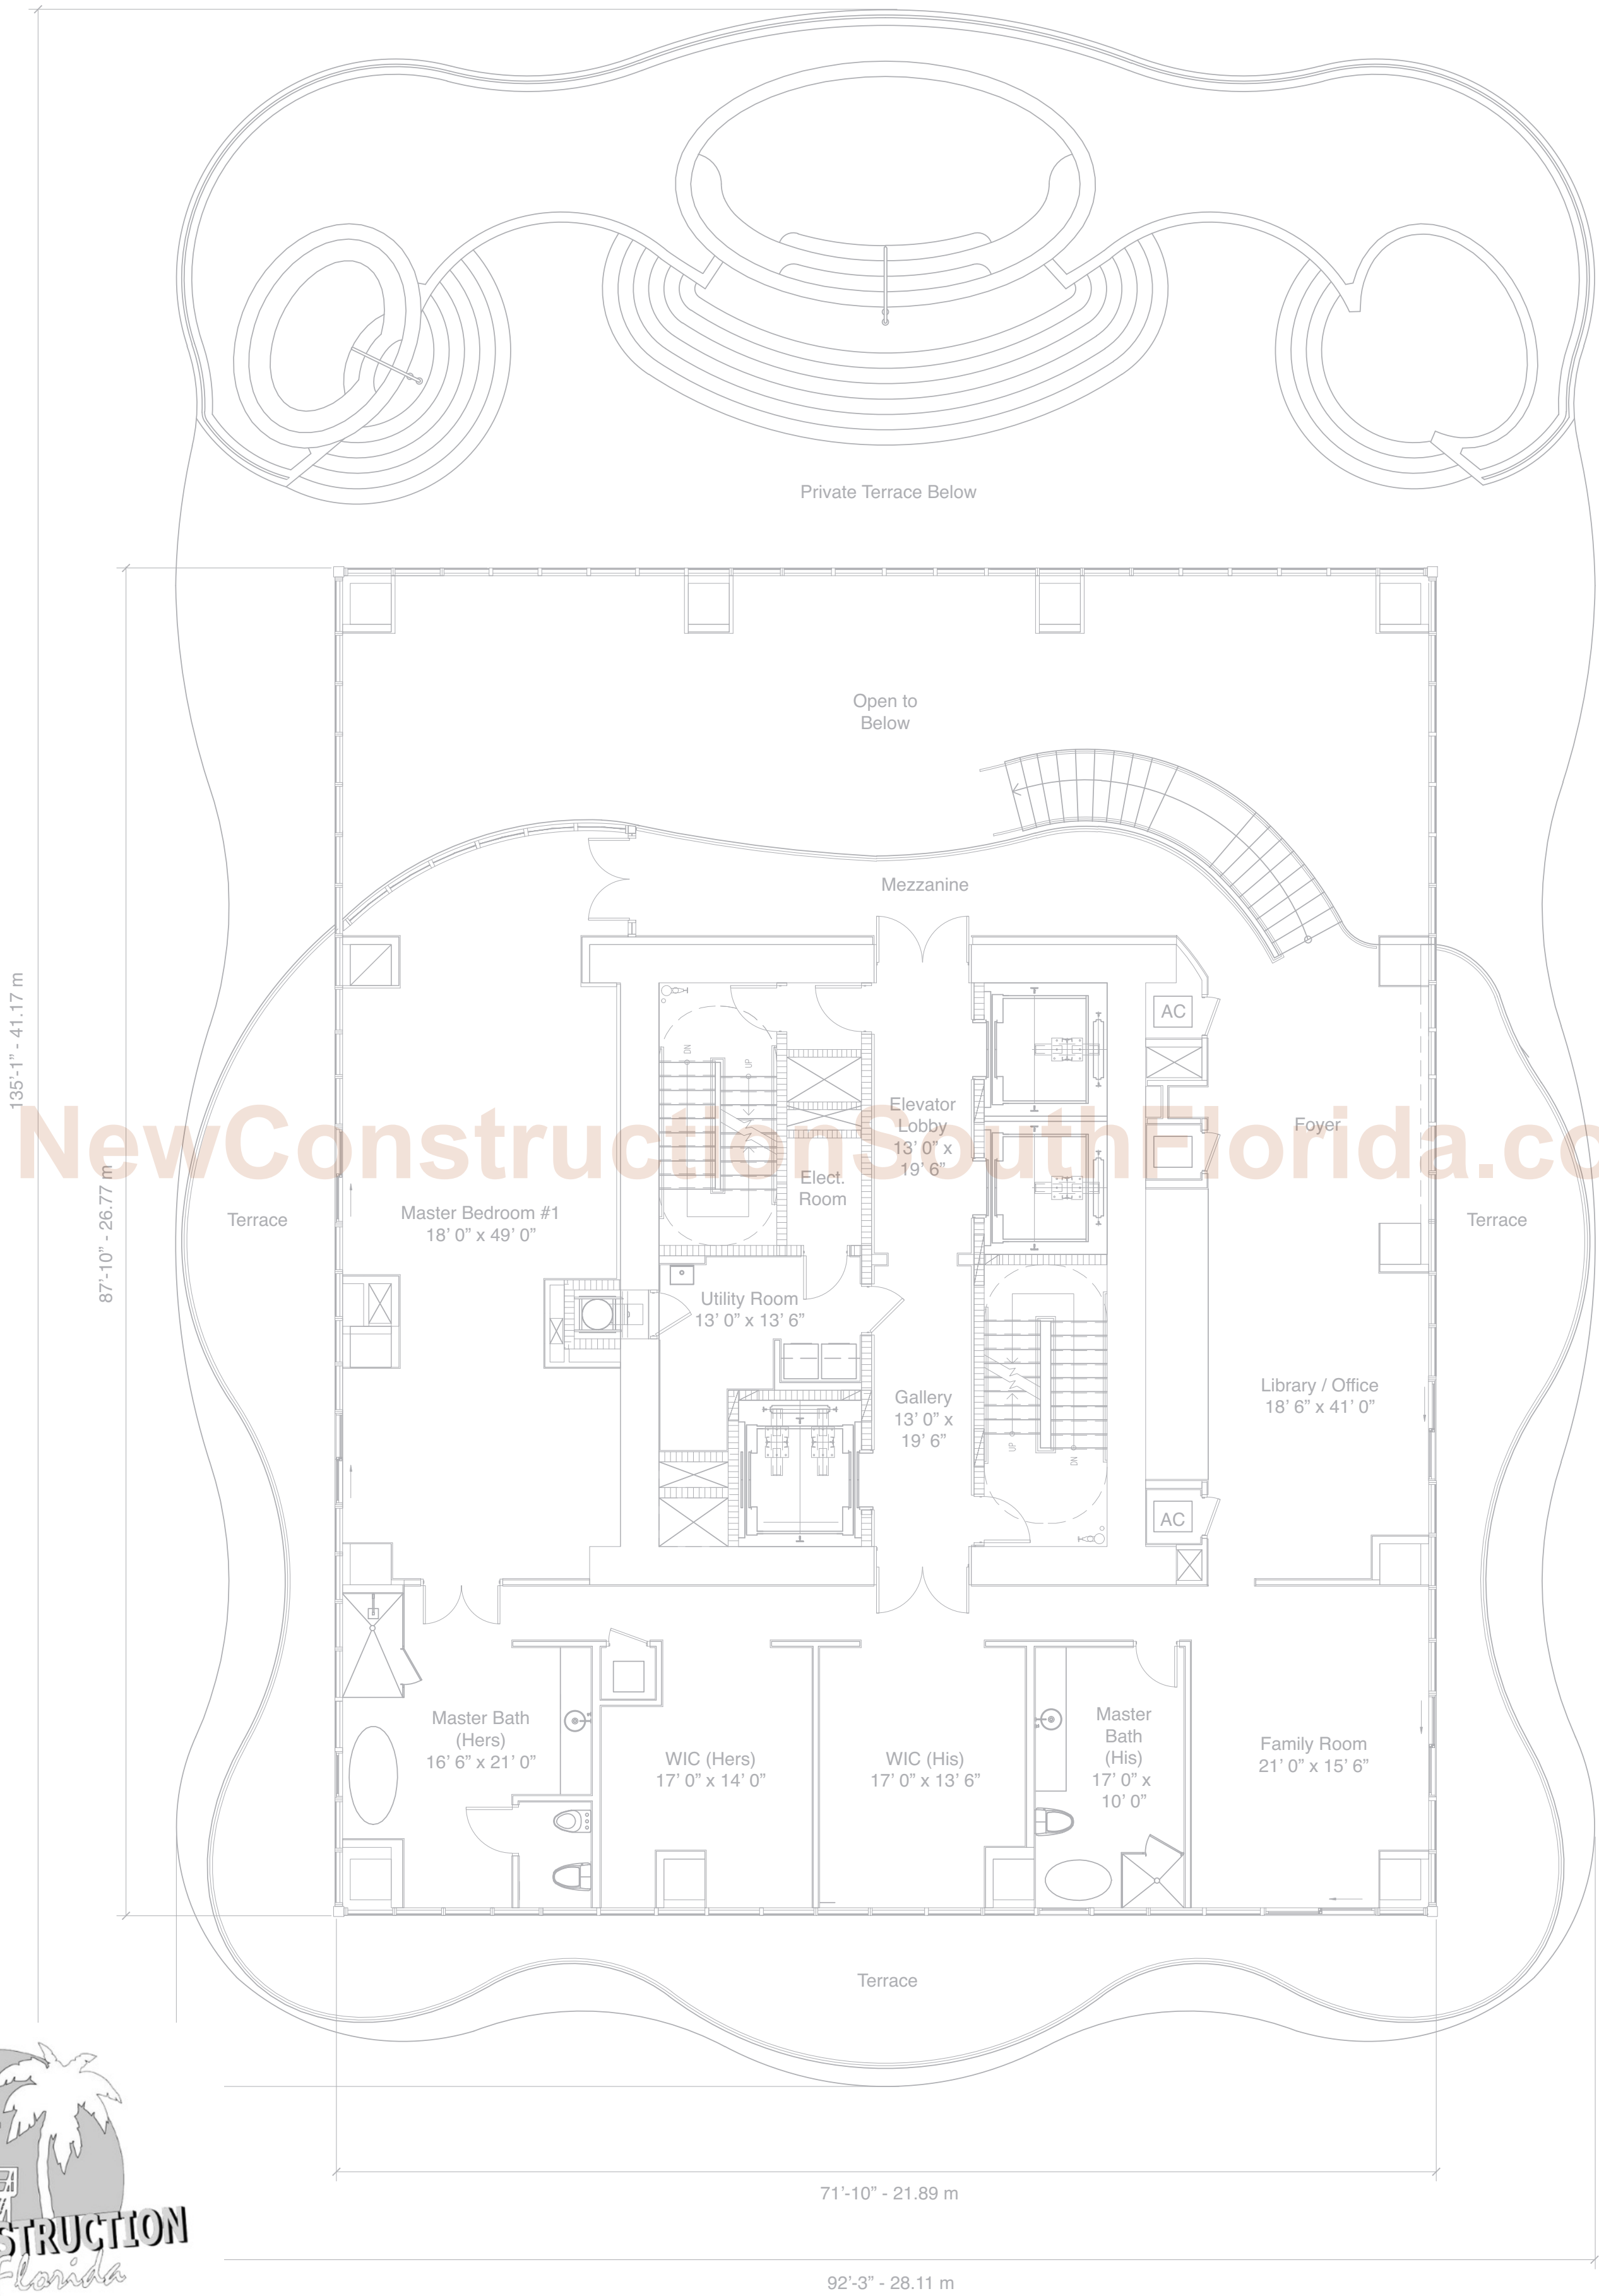 Private Terrace Below
Open to
Below
Mezzanine
135'-1" - 41.17 m
87'-10" - 26.77 m
AC
Elevator
Lobby
13' 0" x
19' 6"
Foyer
NewConstructionSouthFlorida.co
DN
UP
Elect.
Room
Terrace
Master Bedroom #1
18' 0" x 49' 0"
Terrace
Utility Room
13' 0" x 13' 6"
Gallery
13' 0" x
19' 6"
Library / Office
18' 6" x 41' 0"
UP
DN
AC
Master Bath
(Hers)
16' 6" x 21' 0"
WIC (Hers)
17' 0" x 14' 0"
WIC (His)
17' 0" x 13' 6"
Master
Bath
(His)
17' 0" x
10' 0"
Family Room
21' 0" x 15' 6"
Terrace
71'-10" - 21.89 m
STRUCTION
Florida
92'-3" - 28.11 m